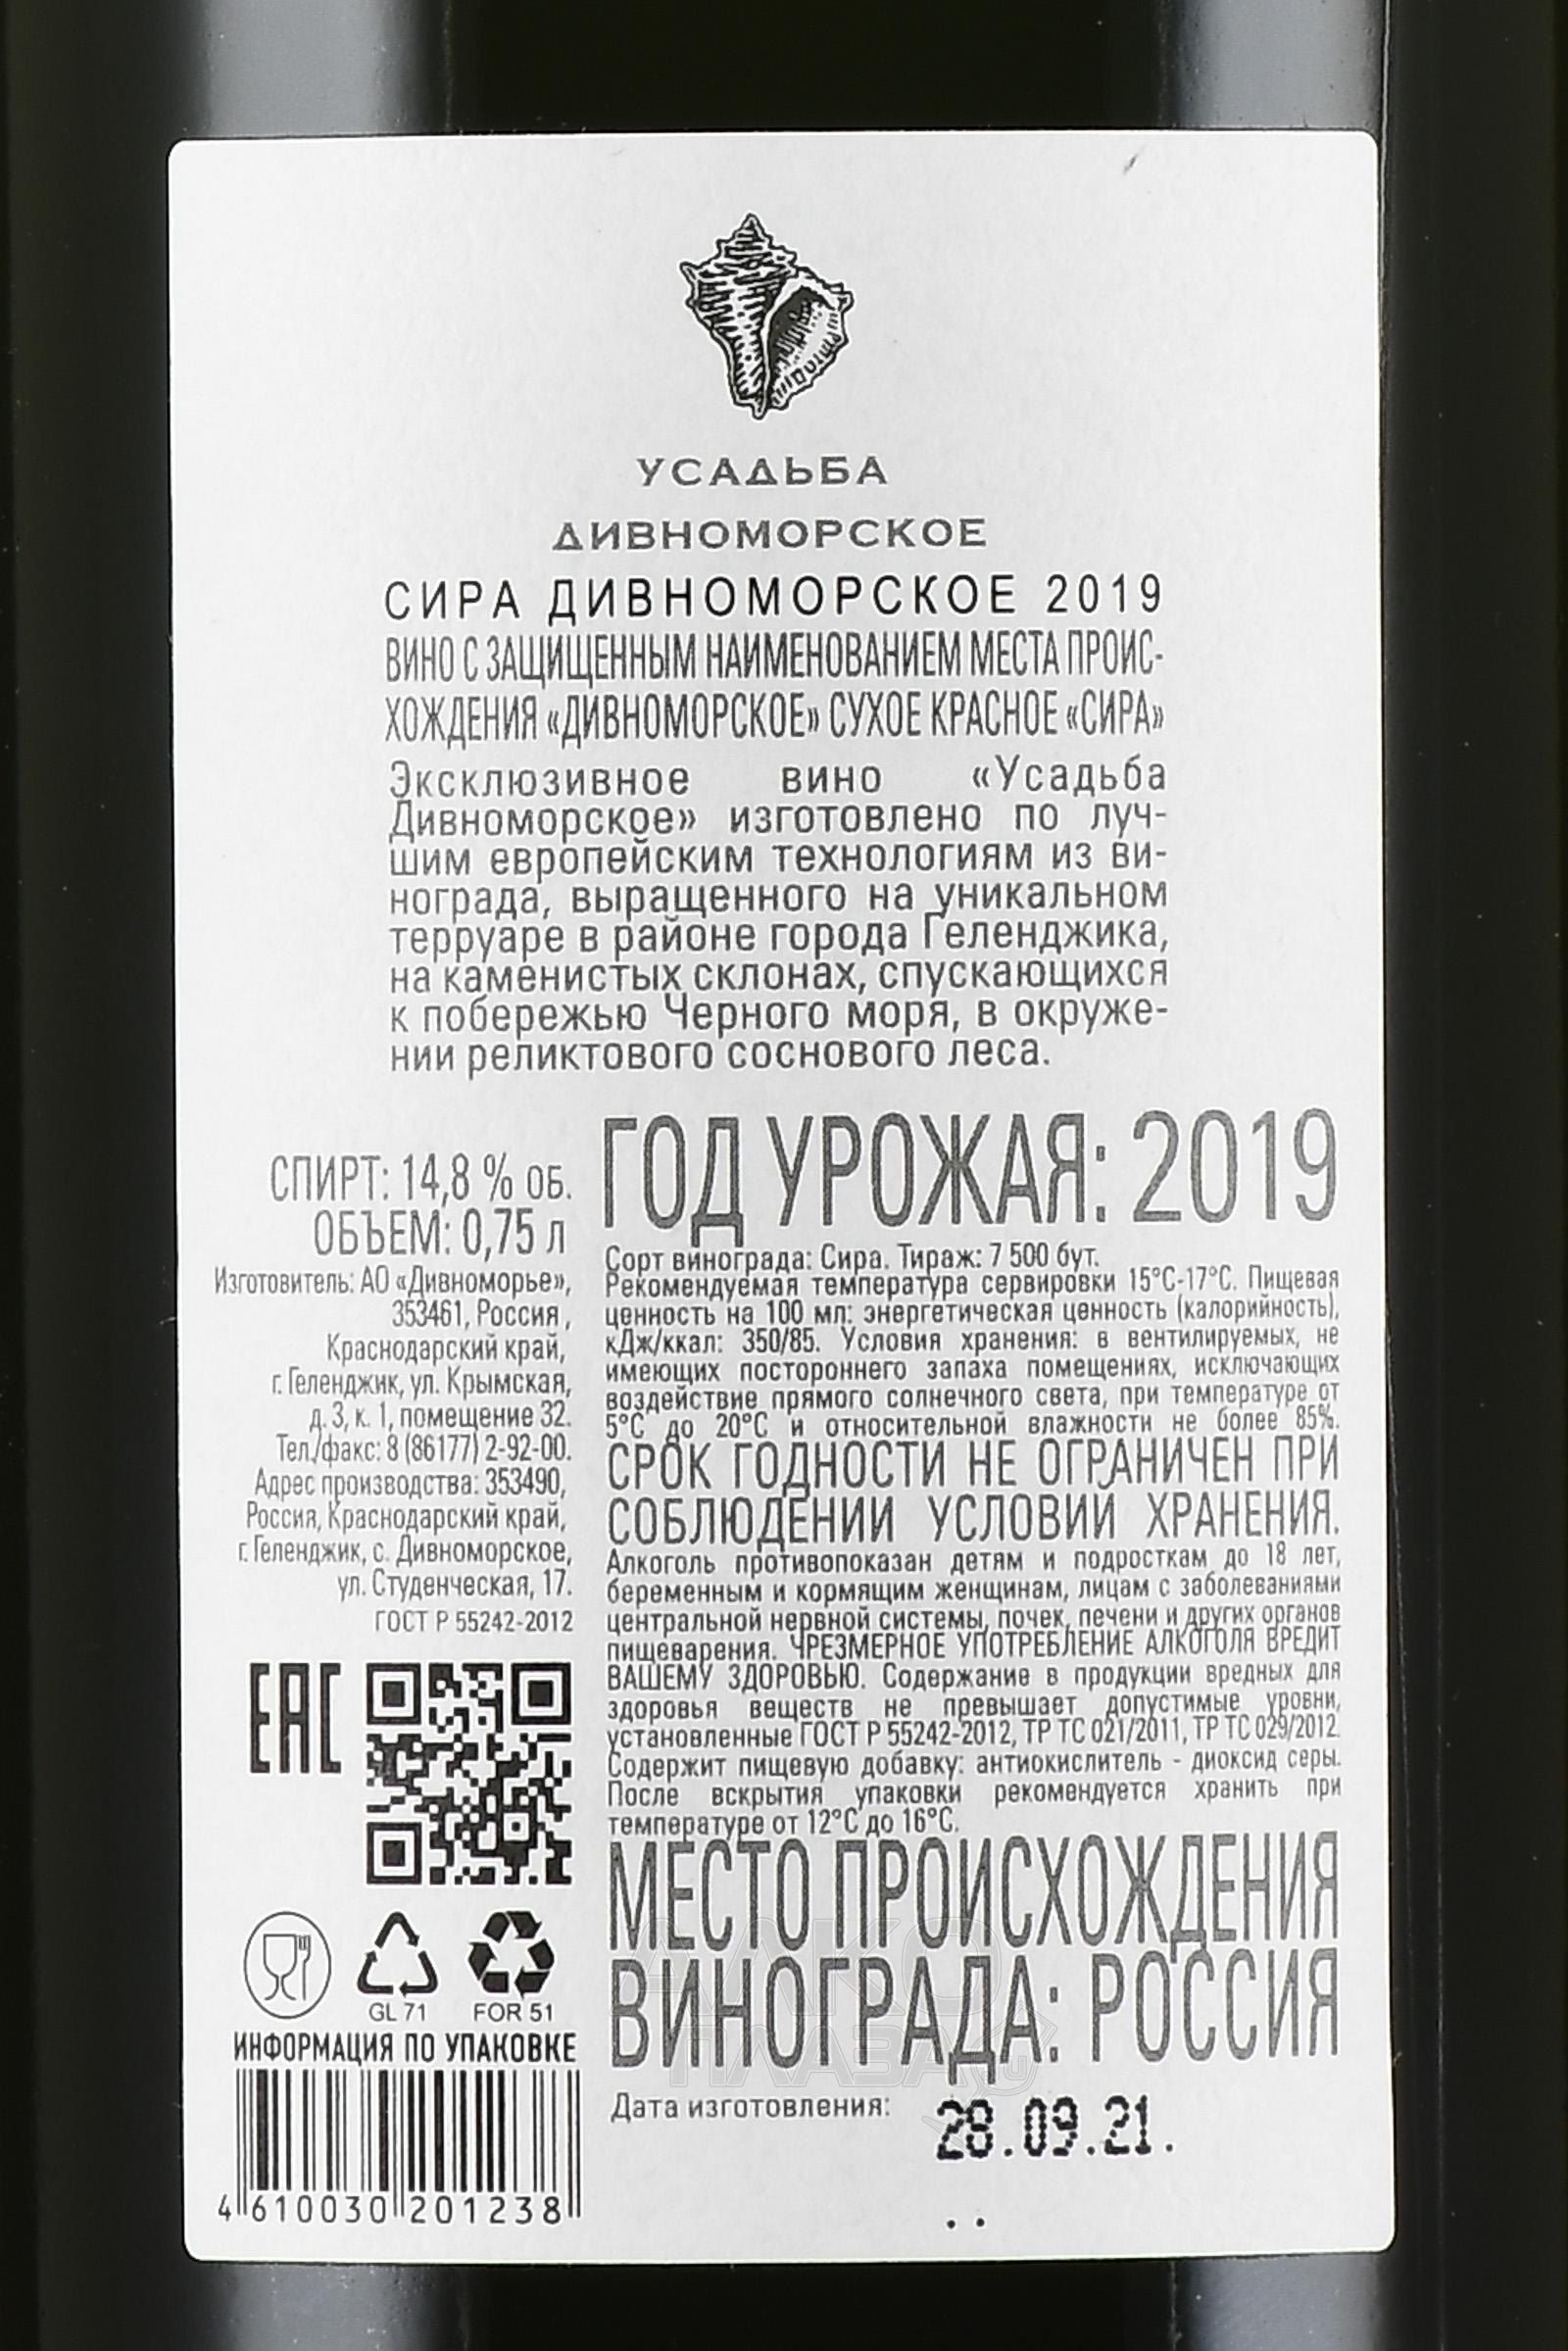 УСАДЬБА
ДИВНОМОРСКОЕ
СИРА ДИВНОМОРСКОЕ 2019
ВИНО С ЗАЩИЩЕННЫМ НАИМЕНОВАНИЕМ МЕСТА ПРОИС-
ХОЖДЕНИЯ «ДИВНОМОРСКОЕ» СУХОЕ КРАСНОЕ «СИРА»
Эксклюзивное вино «Усадьба
Дивноморское» изготовлено по луч-
шим европейским технологиям из ви-
нограда, выращенного на уникальном
терруаре в районе города Геленджика,
на каменистых склонах, спускающихся
к побережью Черного моря, в окруже-
нии реликтового соснового леса.
СПИРТ: 14,8 % ОБ.
ОБЪЕМ: 0,75 л
Изготовитель: АО «Дивноморье»,
353461, Россия,
Краснодарский край,
г. Геленджик, ул. Крымская,
д. 3, к. 1, помещение 32.
Тел./факс: 8 (86177) 2-92-00.
Адрес производства: 353490,
Россия, Краснодарский край,
г. Геленджик, с. Дивноморское,
ул. Студенческая, 17.
ГОСТ Р 55242-2012
EAC
GL 71
FOR 51
ИНФОРМАЦИЯ ПО УПАКОВКЕ
4 610030 201238
ГОД УРОЖАЯ: 2019
Сорт винограда: Сира. Тираж: 7 500 бут.
Рекомендуемая температура сервировки 15°С-17°С. Пищевая
ценность на 100 мл: энергетическая ценность (калорийность),
кДж/ккал: 350/85. Условия хранения: в вентилируемых, не
имеющих постороннего запаха помещениях, исключающих
воздействие прямого солнечного света, при температуре от
5°С до 20°С и относительной влажности не более 85%.
СРОК ГОДНОСТИ НЕ ОГРАНИЧЕН ПРИ
СОБЛЮДЕНИИ УСЛОВИЙ ХРАНЕНИЯ.
Алкоголь противопоказан детям и подросткам до 18 лет,
беременным и кормящим женщинам, лицам с заболеваниями
центральной нервной системы, почек, печени и других органов
пищеварения. ЧРЕЗМЕРНОЕ УПОТРЕБЛЕНИЕ АЛКОГОЛЯ ВРЕДИТ
ВАШЕМУ ЗДОРОВЬЮ. Содержание в продукции вредных для
здоровья веществ не превышает допустимые уровни,
установленные ГОСТ Р 55242-2012, ТР ТС 021/2011, ТР ТС 029/2012.
Содержит пищевую добавку: антиокислитель - диоксид серы.
После вскрытия упаковки рекомендуется хранить при
температуре от 12°С до 16°С.
МЕСТО ПРОИСХОЖДЕНИЯ
ВИНОГРАДА: РОССИЯ
АЛКО
ПЛАЗА.ru
Дата изготовления: 28.09.21.